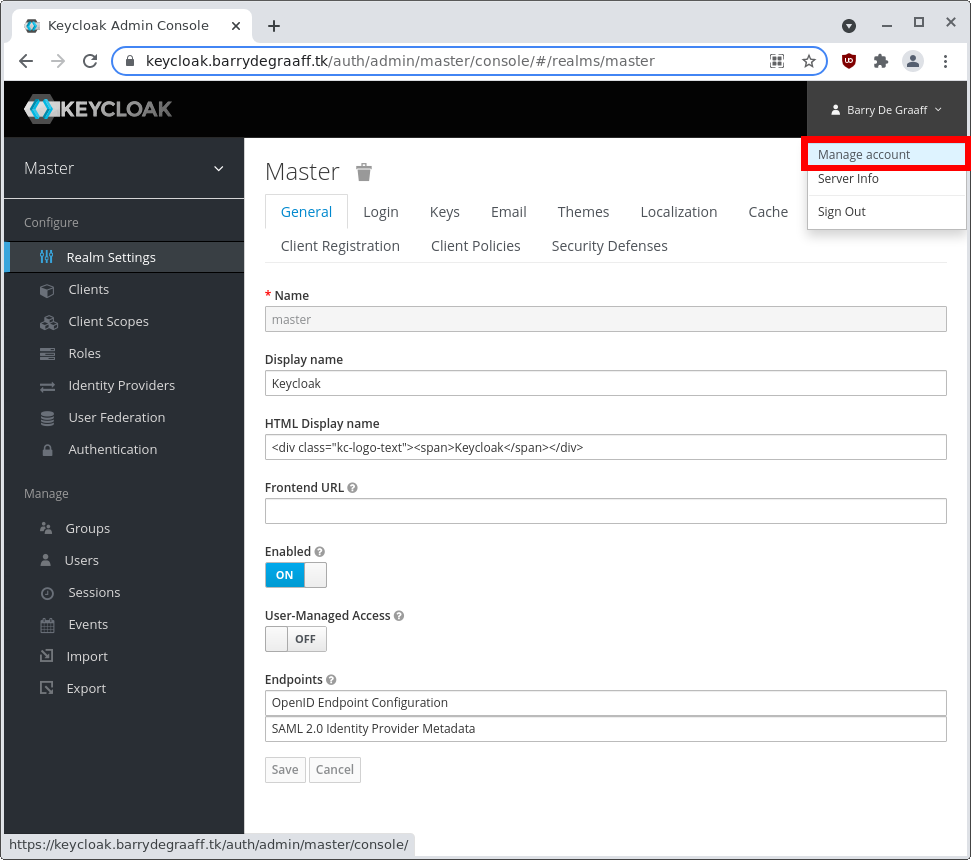 Keycloak Admin Console
keycloak.barrydegraaff.tk/auth/admin/master/console/#/realms/master
KEYCLOAK
Barry De Graaff
Manage account
Server Info
Sign Out
Master
Configure
Realm Settings
Clients
Client Scopes
Roles
Identity Providers
User Federation
Authentication
Manage
Groups
Users
Sessions
Events
Import
Export
Master
General Login Keys Email Themes Localization Cache
Client Registration Client Policies Security Defenses
* Name
master
Display name
Keycloak
HTML Display name
<div class="kc-logo-text"><span>Keycloak</span></div>
Frontend URL
Enabled
ON
User-Managed Access
OFF
Endpoints
OpenID Endpoint Configuration
SAML 2.0 Identity Provider Metadata
Save Cancel
https://keycloak.barrydegraaff.tk/auth/admin/master/console/